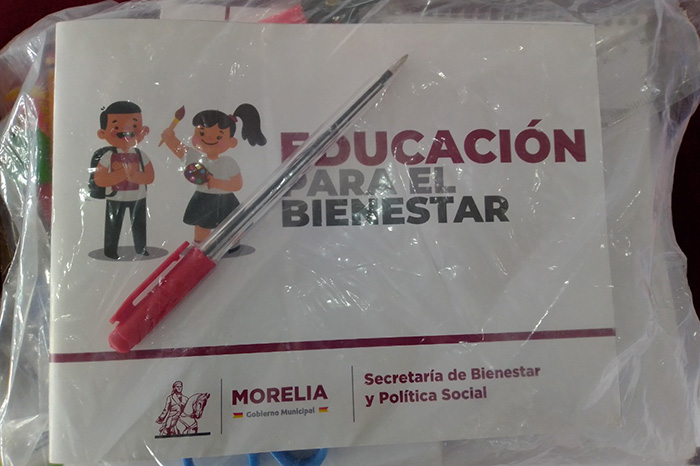 EDUCACIÓN
PARA EL
BIENESTAR
MORELIA
Gobierno Municipal
Secretaría de Bienestar
y Política Social